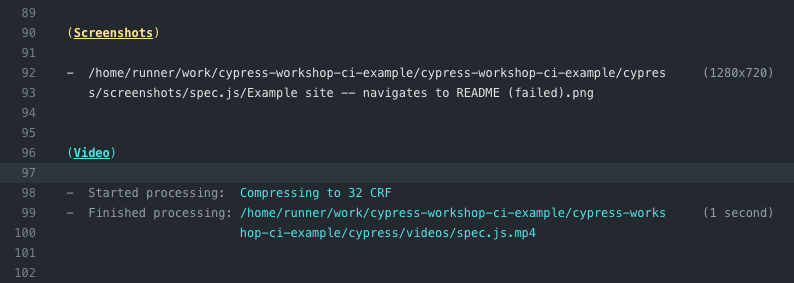 89
90 (Screenshots)
91
92 - /home/runner/work/cypress-workshop-ci-example/cypress-workshop-ci-example/cypres (1280x720)
93 s/screenshots/spec.js/Example site -- navigates to README (failed).png
94
95
96 (Video)
97
98 - Started processing: Compressing to 32 CRF
99 - Finished processing: /home/runner/work/cypress-workshop-ci-example/cypress-works (1 second)
100 hop-ci-example/cypress/videos/spec.js.mp4
101
102